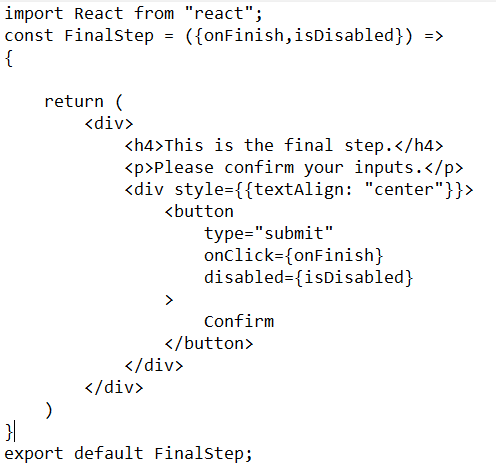 import React from "react";
const FinalStep = ({onFinish,isDisabled}) =>
{
    return (
        <div>
            <h4>This is the final step.</h4>
            <p>Please confirm your inputs.</p>
            <div style={{textAlign: "center"}}>
                <button
                    type="submit"
                    onClick={onFinish}
                    disabled={isDisabled}
                >
                    Confirm
                </button>
            </div>
        </div>
    )
}
export default FinalStep;